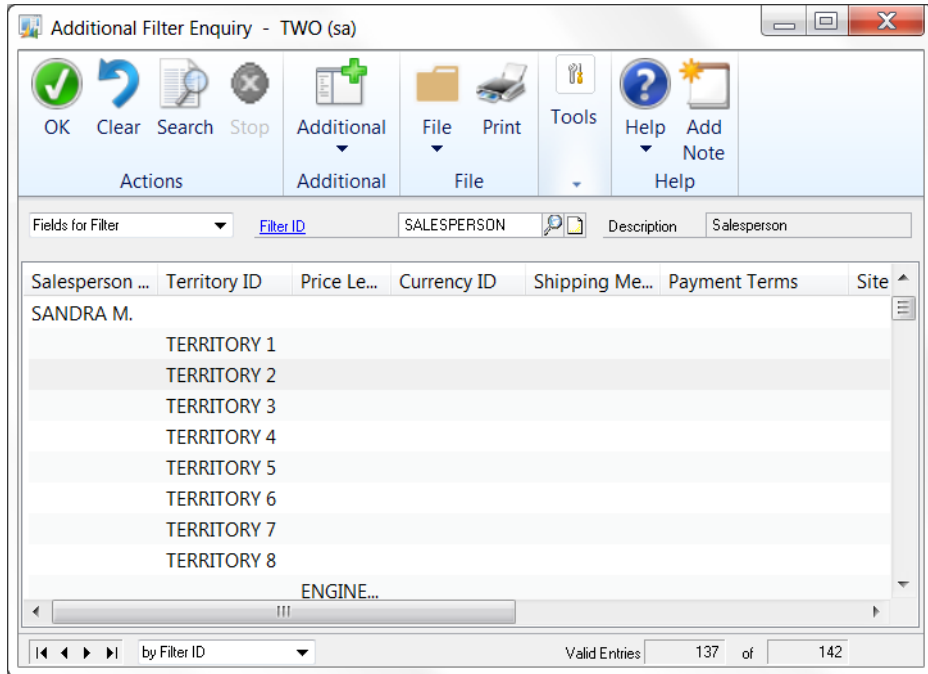 Additional Filter Enquiry - TWO (sa)
OK Clear Search Stop Additional File Print Tools Help Add Note
Actions Additional File Help
Fields for Filter Filter ID SALESPERSON Description Salesperson
Salesperson ... Territory ID Price Le... Currency ID Shipping Me... Payment Terms Site
SANDRA M.
TERRITORY 1
TERRITORY 2
TERRITORY 3
TERRITORY 4
TERRITORY 5
TERRITORY 6
TERRITORY 7
TERRITORY 8
ENGINE...
by Filter ID Valid Entries 137 of 142